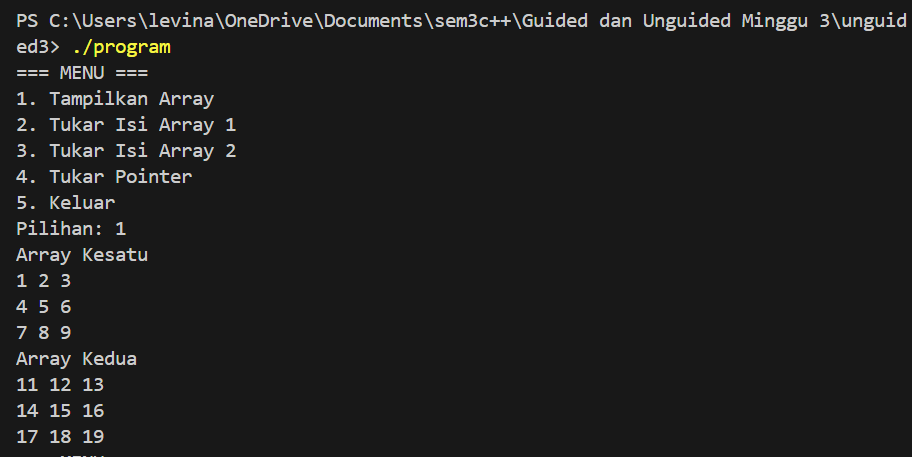 PS C:\Users\levina\OneDrive\Documents\sem3c++\Guided dan Unguided Minggu 3\unguid
ed3> ./program
=== MENU ===
1. Tampilkan Array
2. Tukar Isi Array 1
3. Tukar Isi Array 2
4. Tukar Pointer
5. Keluar
Pilihan: 1
Array Kesatu
1 2 3
4 5 6
7 8 9
Array Kedua
11 12 13
14 15 16
17 18 19